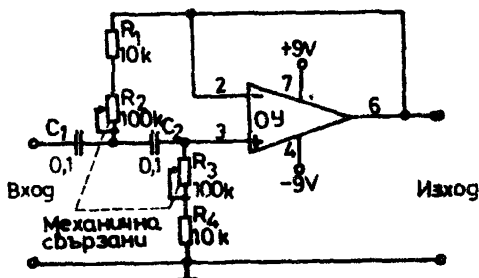 R1
10k
+9V
2
7
R2
100k
ОУ
6
C1
C2
3
4
0,1
0,1
R3
100k
-9V
Вход
Изход
Механично
свързани
R4
10k